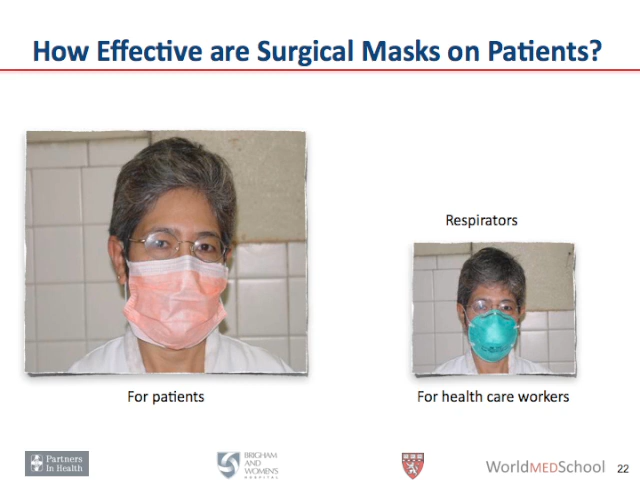 How Effective are Surgical Masks on Patients?
Respirators
For patients
For health care workers
Partners
In Health
BRIGHAM
AND
WOMEN'S
HOSPITAL
WorldMEDSchool
22